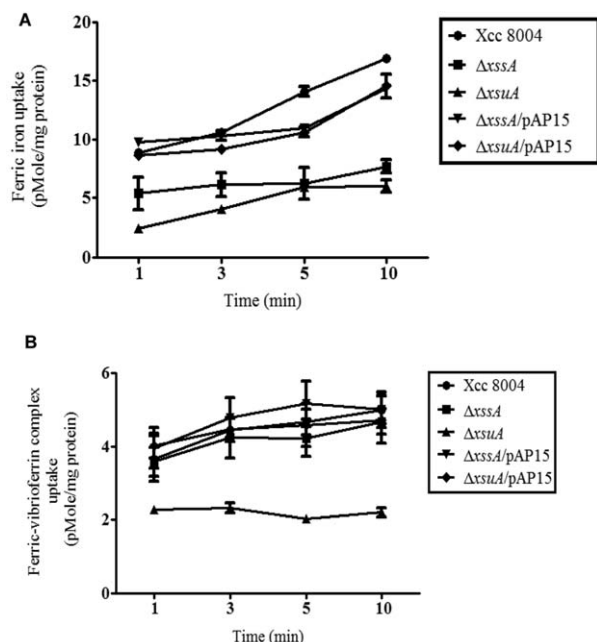 A
Ferric iron uptake
(pMole/mg protein)
20
15
10
5
0
1 3 5 10
Time (min)
Xcc 8004
ΔxssA
ΔxsuA
ΔxssA/pAP15
ΔxsuA/pAP15
B
Ferric-vibrioferrin complex
uptake
(pMole/mg protein)
6
4
2
0
1 3 5 10
Time (min)
Xcc 8004
ΔxssA
ΔxsuA
ΔxssA/pAP15
ΔxsuA/pAP15